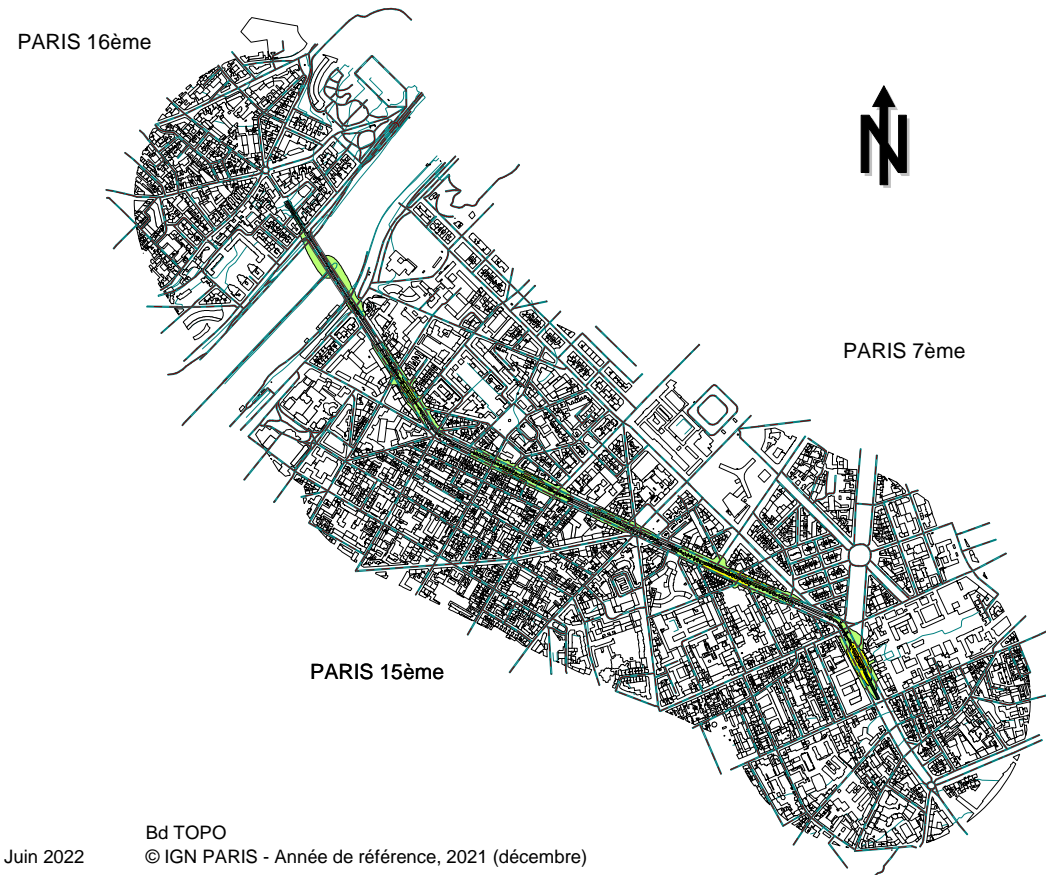 PARIS 16ème
N
PARIS 7ème
PARIS 15ème
Bd TOPO
Juin 2022 © IGN PARIS - Année de référence, 2021 (décembre)